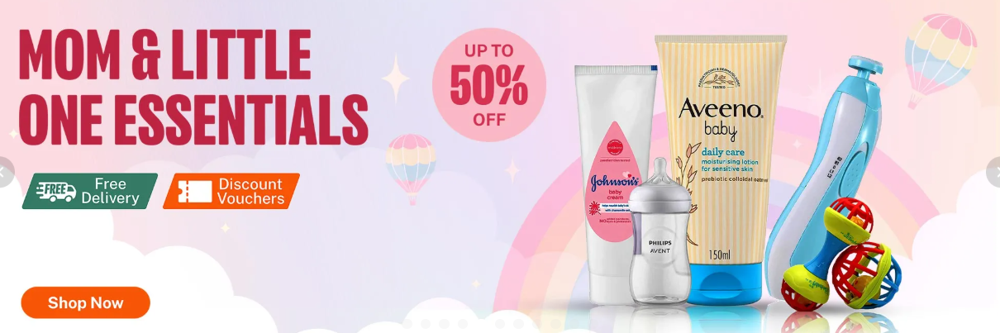 MOM & LITTLE
ONE ESSENTIALS
FREE
Free
Delivery
Discount
Vouchers
Shop Now
UP TO
50%
OFF
Johnson's
baby
cream
PHILIPS
AVENT
TESTED
Aveeno.
baby
daily care
moisturising lotion
for sensitive skin
prebiotic colloidal oatmeal
150ml